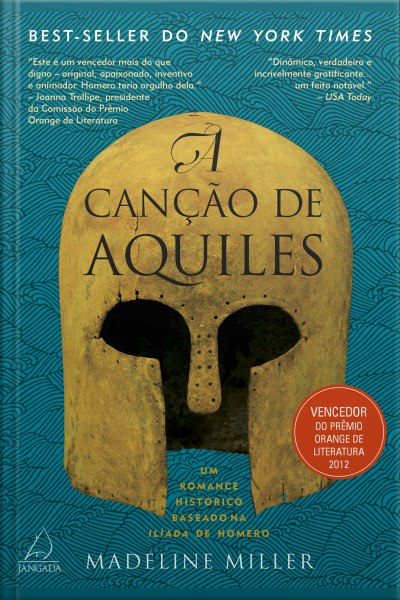 BEST-SELLER DO NEW YORK TIMES
"Este é um vencedor mais do que
digno – original, apaixonado, inventivo
e animador. Homero teria orgulho dela."
– Joanna Trollipe, presidente
da Comissão do Prêmio
Orange de Literatura
"Dinâmica, verdadeira e
incrivelmente gratificante...
um feito notável."
– USA Today
A
CANÇÃO DE
AQUILES
VENCEDOR
DO PRÊMIO
ORANGE DE
LITERATURA
2012
UM
ROMANCE
HISTÓRICO
BASEADO NA
ILÍADA DE HOMERO
JANGADA
MADELINE MILLER